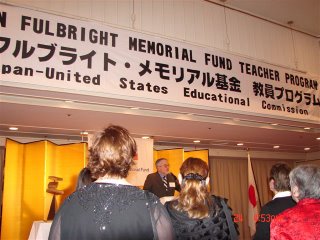 N FULBRIGHT MEMORIAL FUND TEACHER PROGRAM
フルブライト・メモリアル基金 教員プログラム
apan-United States Educational Commission